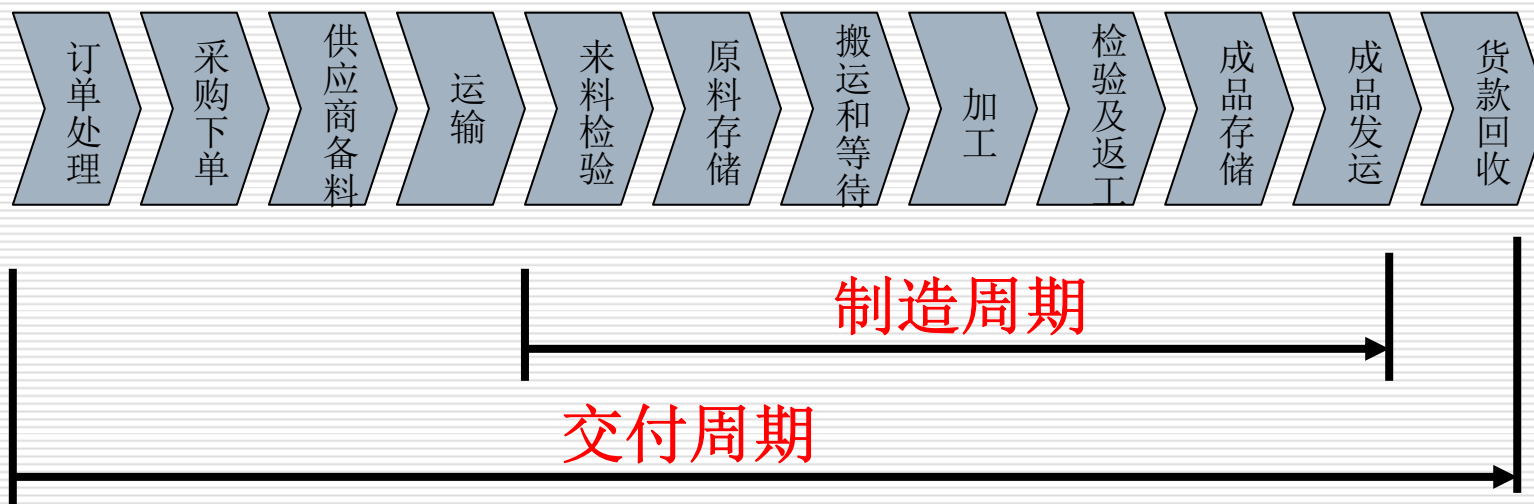 订单处理
采购下单
供应商备料
运输
来料检验
原料存储
搬运和等待
加工
检验及返工
成品存储
成品发运
货款回收
制造周期
交付周期